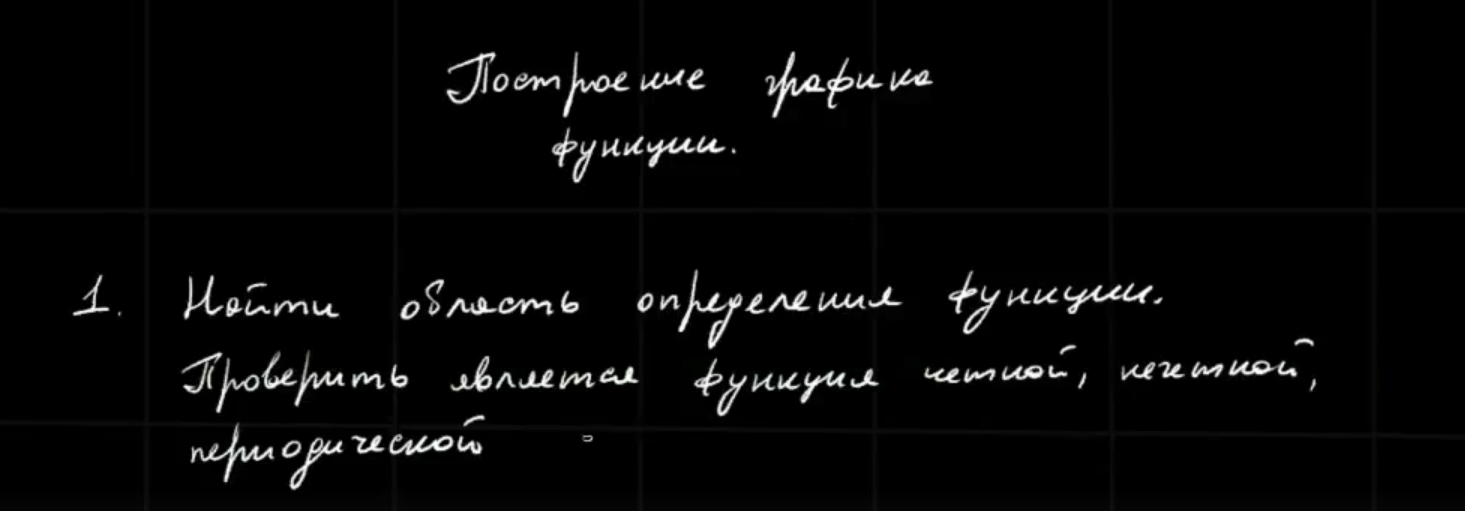 Построение графика
функции.
1. Найти область определения функции.
Проверить является функция четной, нечетной,
периодической